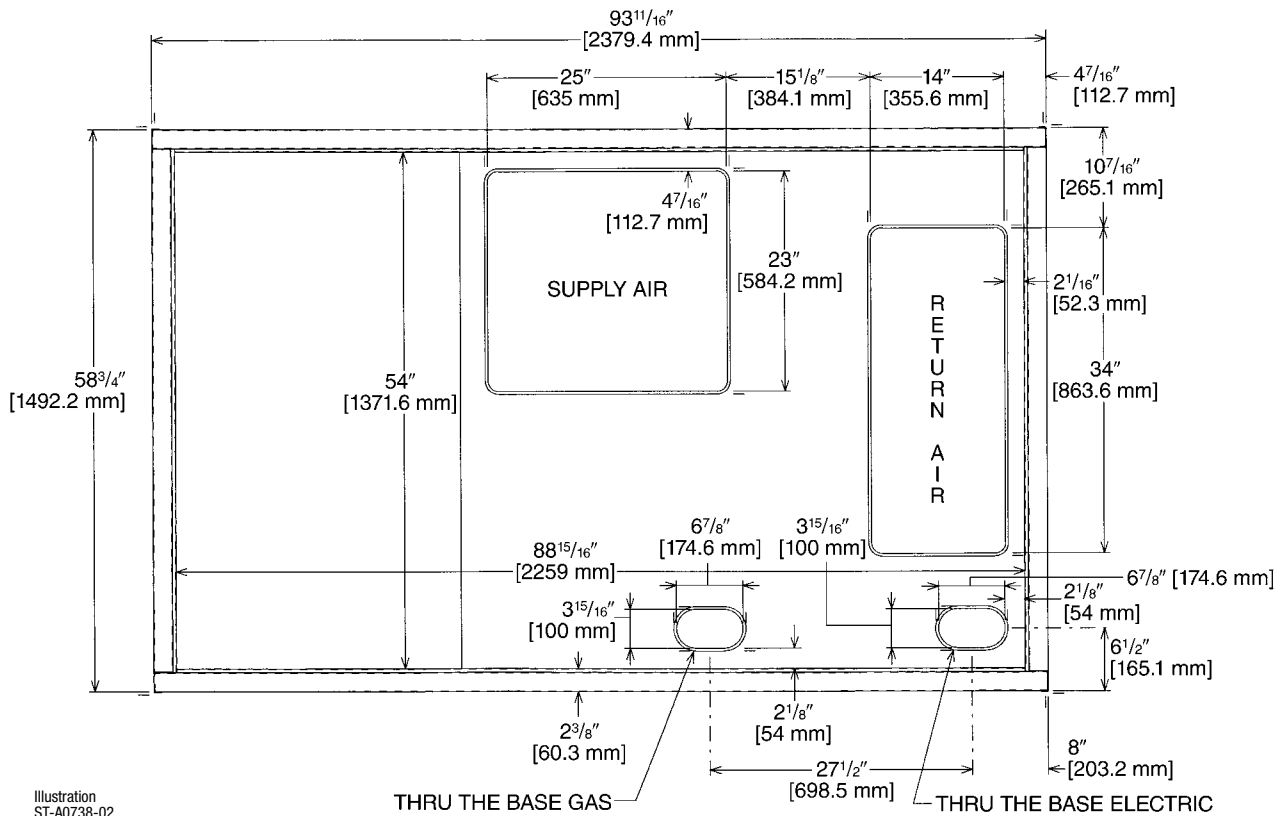 93 11/16″
[2379.4 mm]
25″
[635 mm]
15 1/8″
[384.1 mm]
14″
[355.6 mm]
4 7/16″
[112.7 mm]
10 7/16″
[265.1 mm]
4 7/16″
[112.7 mm]
23″
[584.2 mm]
SUPPLY AIR
2 1/16″
[52.3 mm]
RETURN AIR
58 3/4″
[1492.2 mm]
54″
[1371.6 mm]
34″
[863.6 mm]
6 7/8″
[174.6 mm]
3 15/16″
[100 mm]
88 15/16″
[2259 mm]
6 7/8″ [174.6 mm]
3 15/16″
[100 mm]
2 1/8″
[54 mm]
6 1/2″
[165.1 mm]
2 3/8″
[60.3 mm]
2 1/8″
[54 mm]
27 1/2″
[698.5 mm]
8″
[203.2 mm]
THRU THE BASE GAS
THRU THE BASE ELECTRIC
Illustration
ST-A0738-02